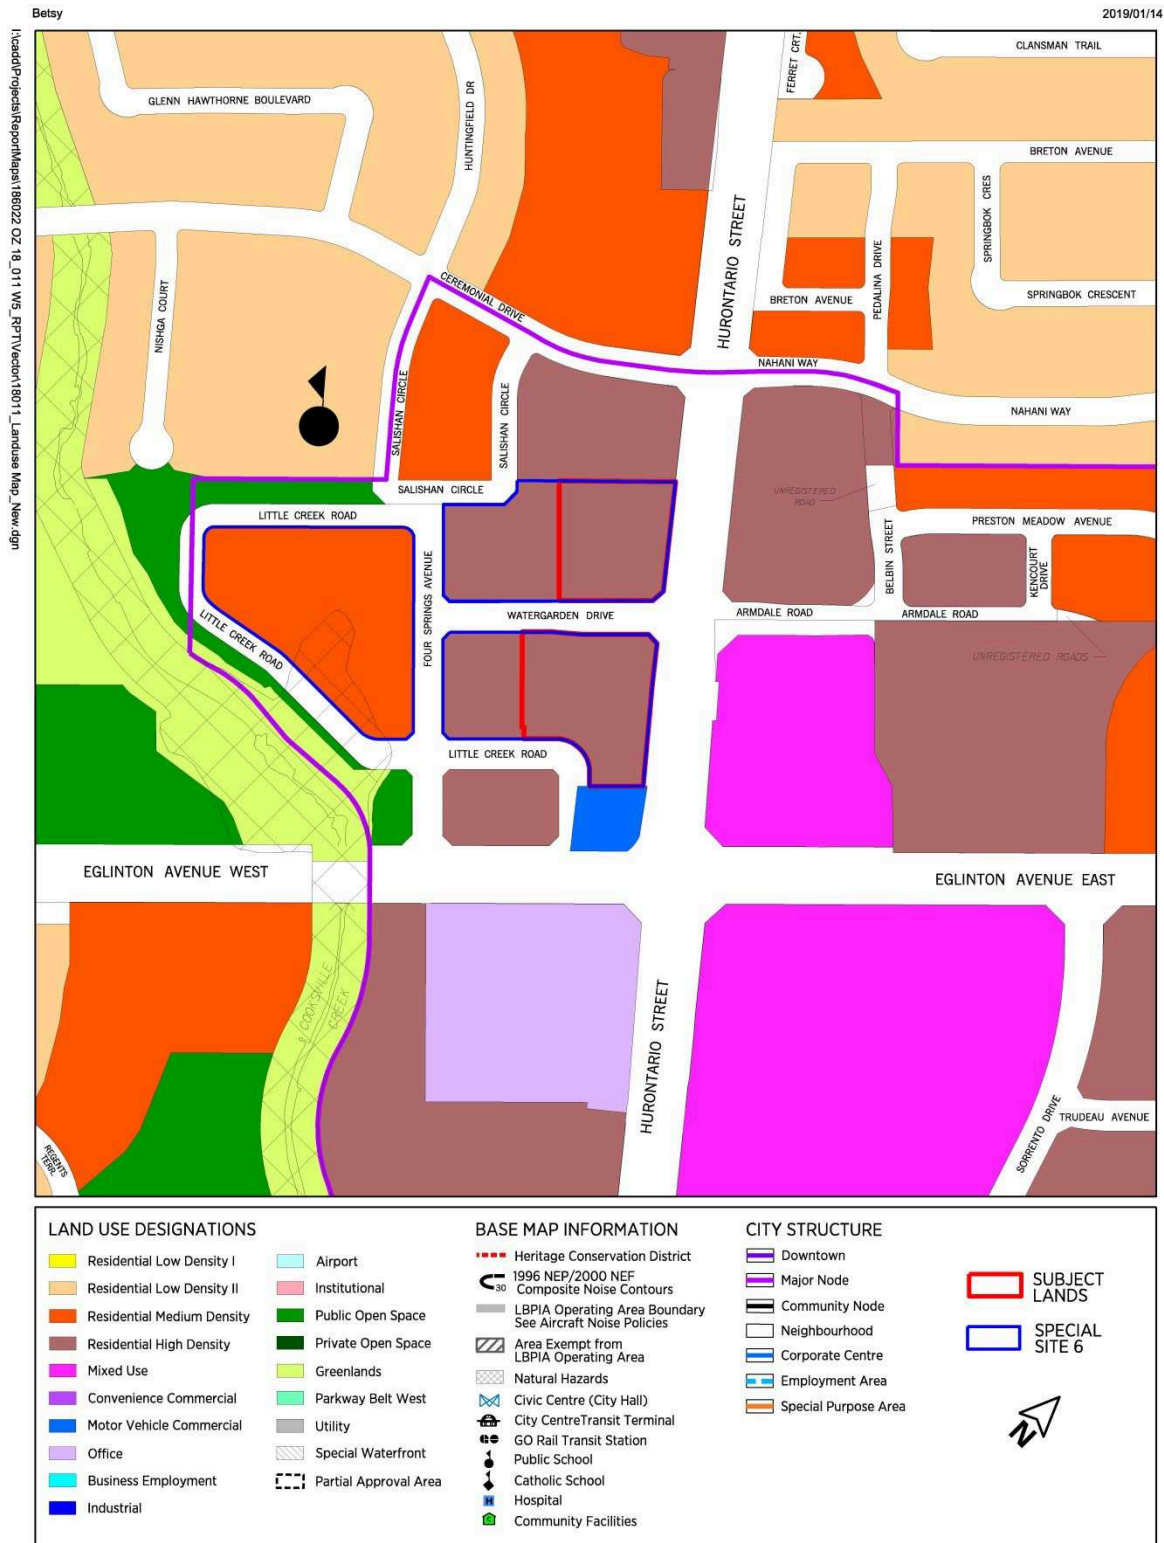 Betsy
2019/01/14
I:\cadd\Projects\ReportMaps\186022 OZ 18_011 W5_RPT\Vector\18011_Landuse Map_New.dgn
CLANSMAN TRAIL
FERRET CRT.
GLENN HAWTHORNE BOULEVARD
HUNTINGFIELD DR
BRETON AVENUE
SPRINGBOK CRES
HURONTARIO STREET
PEDALINA DRIVE
NISHGA COURT
CEREMONIAL DRIVE
BRETON AVENUE
SPRINGBOK CRESCENT
NAHANI WAY
SALISHAN CIRCLE
SALISHAN CIRCLE
NAHANI WAY
SALISHAN CIRCLE
UNREGISTERED
ROAD
LITTLE CREEK ROAD
PRESTON MEADOW AVENUE
FOUR SPRINGS AVENUE
BELBIN STREET
KENCOURT
DRIVE
WATERGARDEN DRIVE
ARMDALE ROAD
ARMDALE ROAD
LITTLE CREEK ROAD
UNREGISTERED ROADS
LITTLE CREEK ROAD
EGLINTON AVENUE WEST
EGLINTON AVENUE EAST
COOKSVILLE
CREEK
HURONTARIO STREET
SORRENTO DRIVE
TRUDEAU AVENUE
REGENTS
TERR.
LAND USE DESIGNATIONS
Residential Low Density I
Residential Low Density II
Residential Medium Density
Residential High Density
Mixed Use
Convenience Commercial
Motor Vehicle Commercial
Office
Business Employment
Industrial
Airport
Institutional
Public Open Space
Private Open Space
Greenlands
Parkway Belt West
Utility
Special Waterfront
Partial Approval Area
BASE MAP INFORMATION
Heritage Conservation District
30
1996 NEP/2000 NEF
Composite Noise Contours
LBPIA Operating Area Boundary
See Aircraft Noise Policies
Area Exempt from
LBPIA Operating Area
Natural Hazards
Civic Centre (City Hall)
City CentreTransit Terminal
GO Rail Transit Station
Public School
Catholic School
H
Hospital
Community Facilities
CITY STRUCTURE
Downtown
Major Node
Community Node
Neighbourhood
Corporate Centre
Employment Area
Special Purpose Area
SUBJECT
LANDS
SPECIAL
SITE 6
N